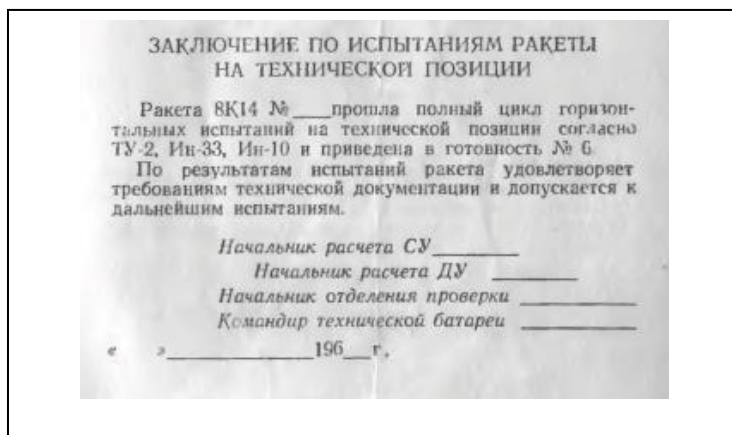 ЗАКЛЮЧЕНИЕ ПО ИСПЫТАНИЯМ РАКЕТЫ
НА ТЕХНИЧЕСКОЙ ПОЗИЦИИ
Ракета 8К14 №____прошла полный цикл горизон-
тальных испытаний на технической позиции согласно
ТУ-2, Ин-33, Ин-10 и приведена в готовность № 6
По результатам испытаний ракета удовлетворяет
требованиям технической документации и допускается к
дальнейшим испытаниям.
Начальник расчета СУ________
Начальник расчета ДУ ________
Начальник отделения проверки ___________
Командир технической батареи ___________
« »_____________196___г.